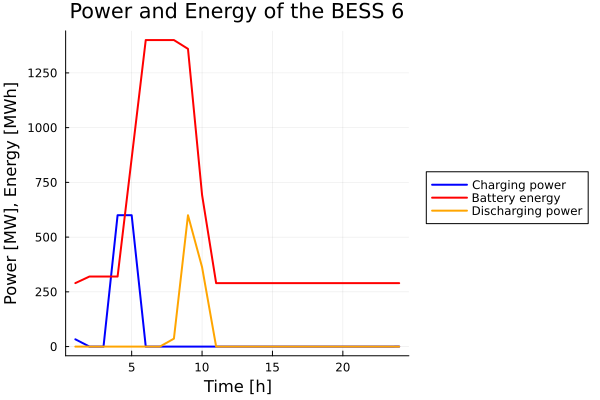 Power and Energy of the BESS 6
Power [MW], Energy [MWh]
1250
1000
750
500
250
0
5
10
15
20
Time [h]
Charging power
Battery energy
Discharging power